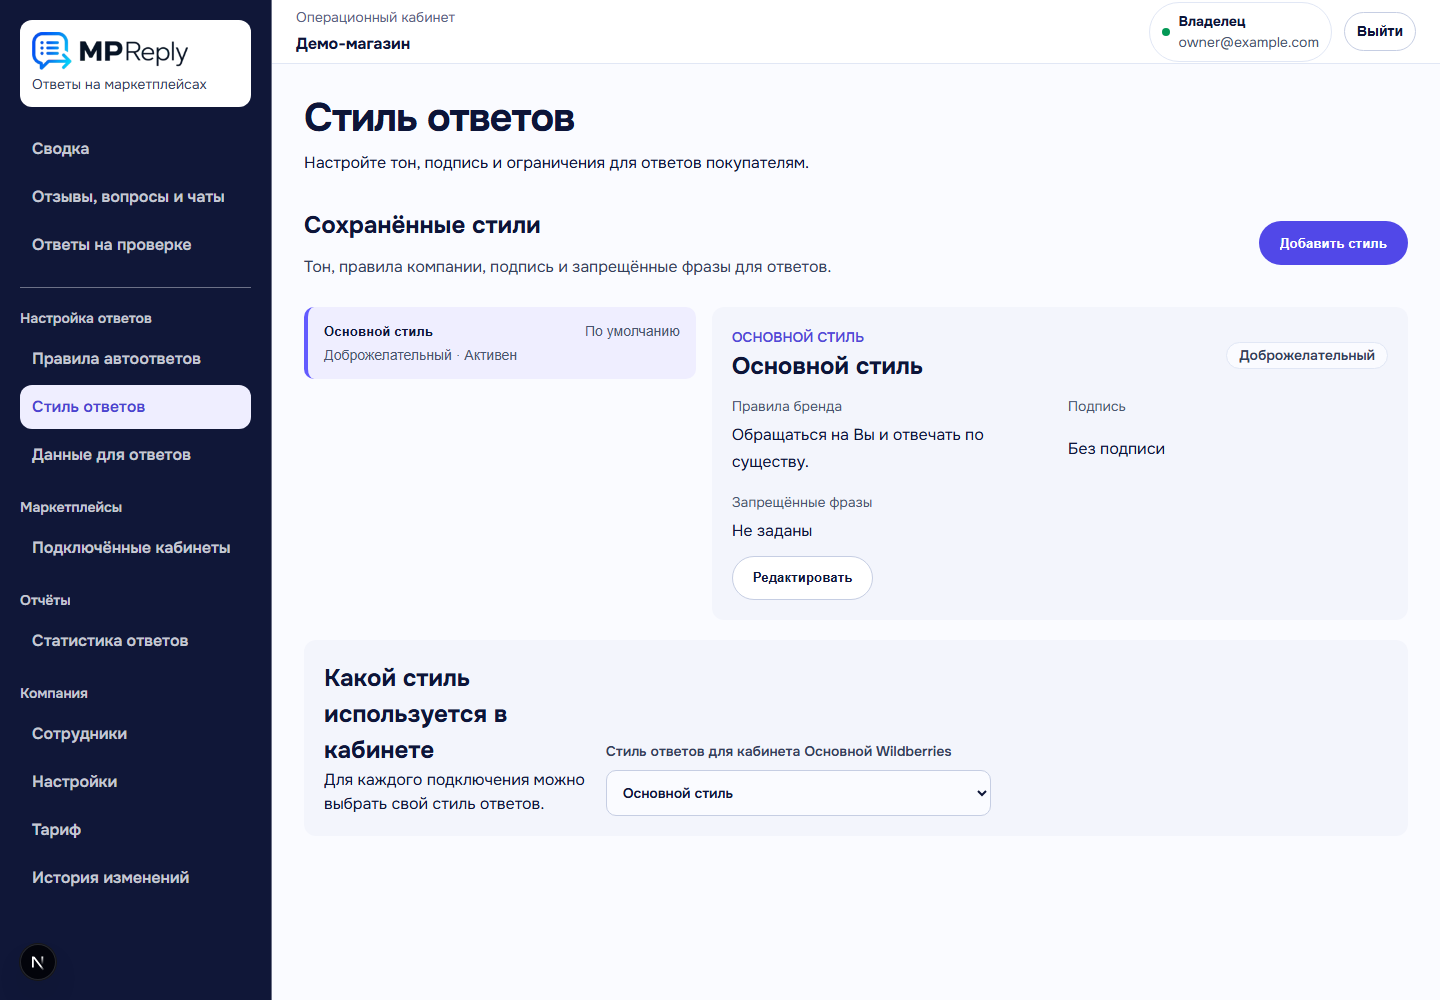 MPReply
Ответы на маркетплейсах
Сводка
Отзывы, вопросы и чаты
Ответы на проверке
Настройка ответов
Правила автоответов
Стиль ответов
Данные для ответов
Маркетплейсы
Подключённые кабинеты
Отчёты
Статистика ответов
Компания
Сотрудники
Настройки
Тариф
История изменений
N
Операционный кабинет
Демо-магазин
Владелец
owner@example.com
Выйти
Стиль ответов
Настройте тон, подпись и ограничения для ответов покупателям.
Сохранённые стили
Тон, правила компании, подпись и запрещённые фразы для ответов.
Добавить стиль
Основной стиль
По умолчанию
Доброжелательный · Активен
ОСНОВНОЙ СТИЛЬ
Основной стиль
Доброжелательный
Правила бренда
Обращаться на Вы и отвечать по
существу.
Подпись
Без подписи
Запрещённые фразы
Не заданы
Редактировать
Какой стиль
используется в
кабинете
Для каждого подключения можно
выбрать свой стиль ответов.
Стиль ответов для кабинета Основной Wildberries
Основной стиль